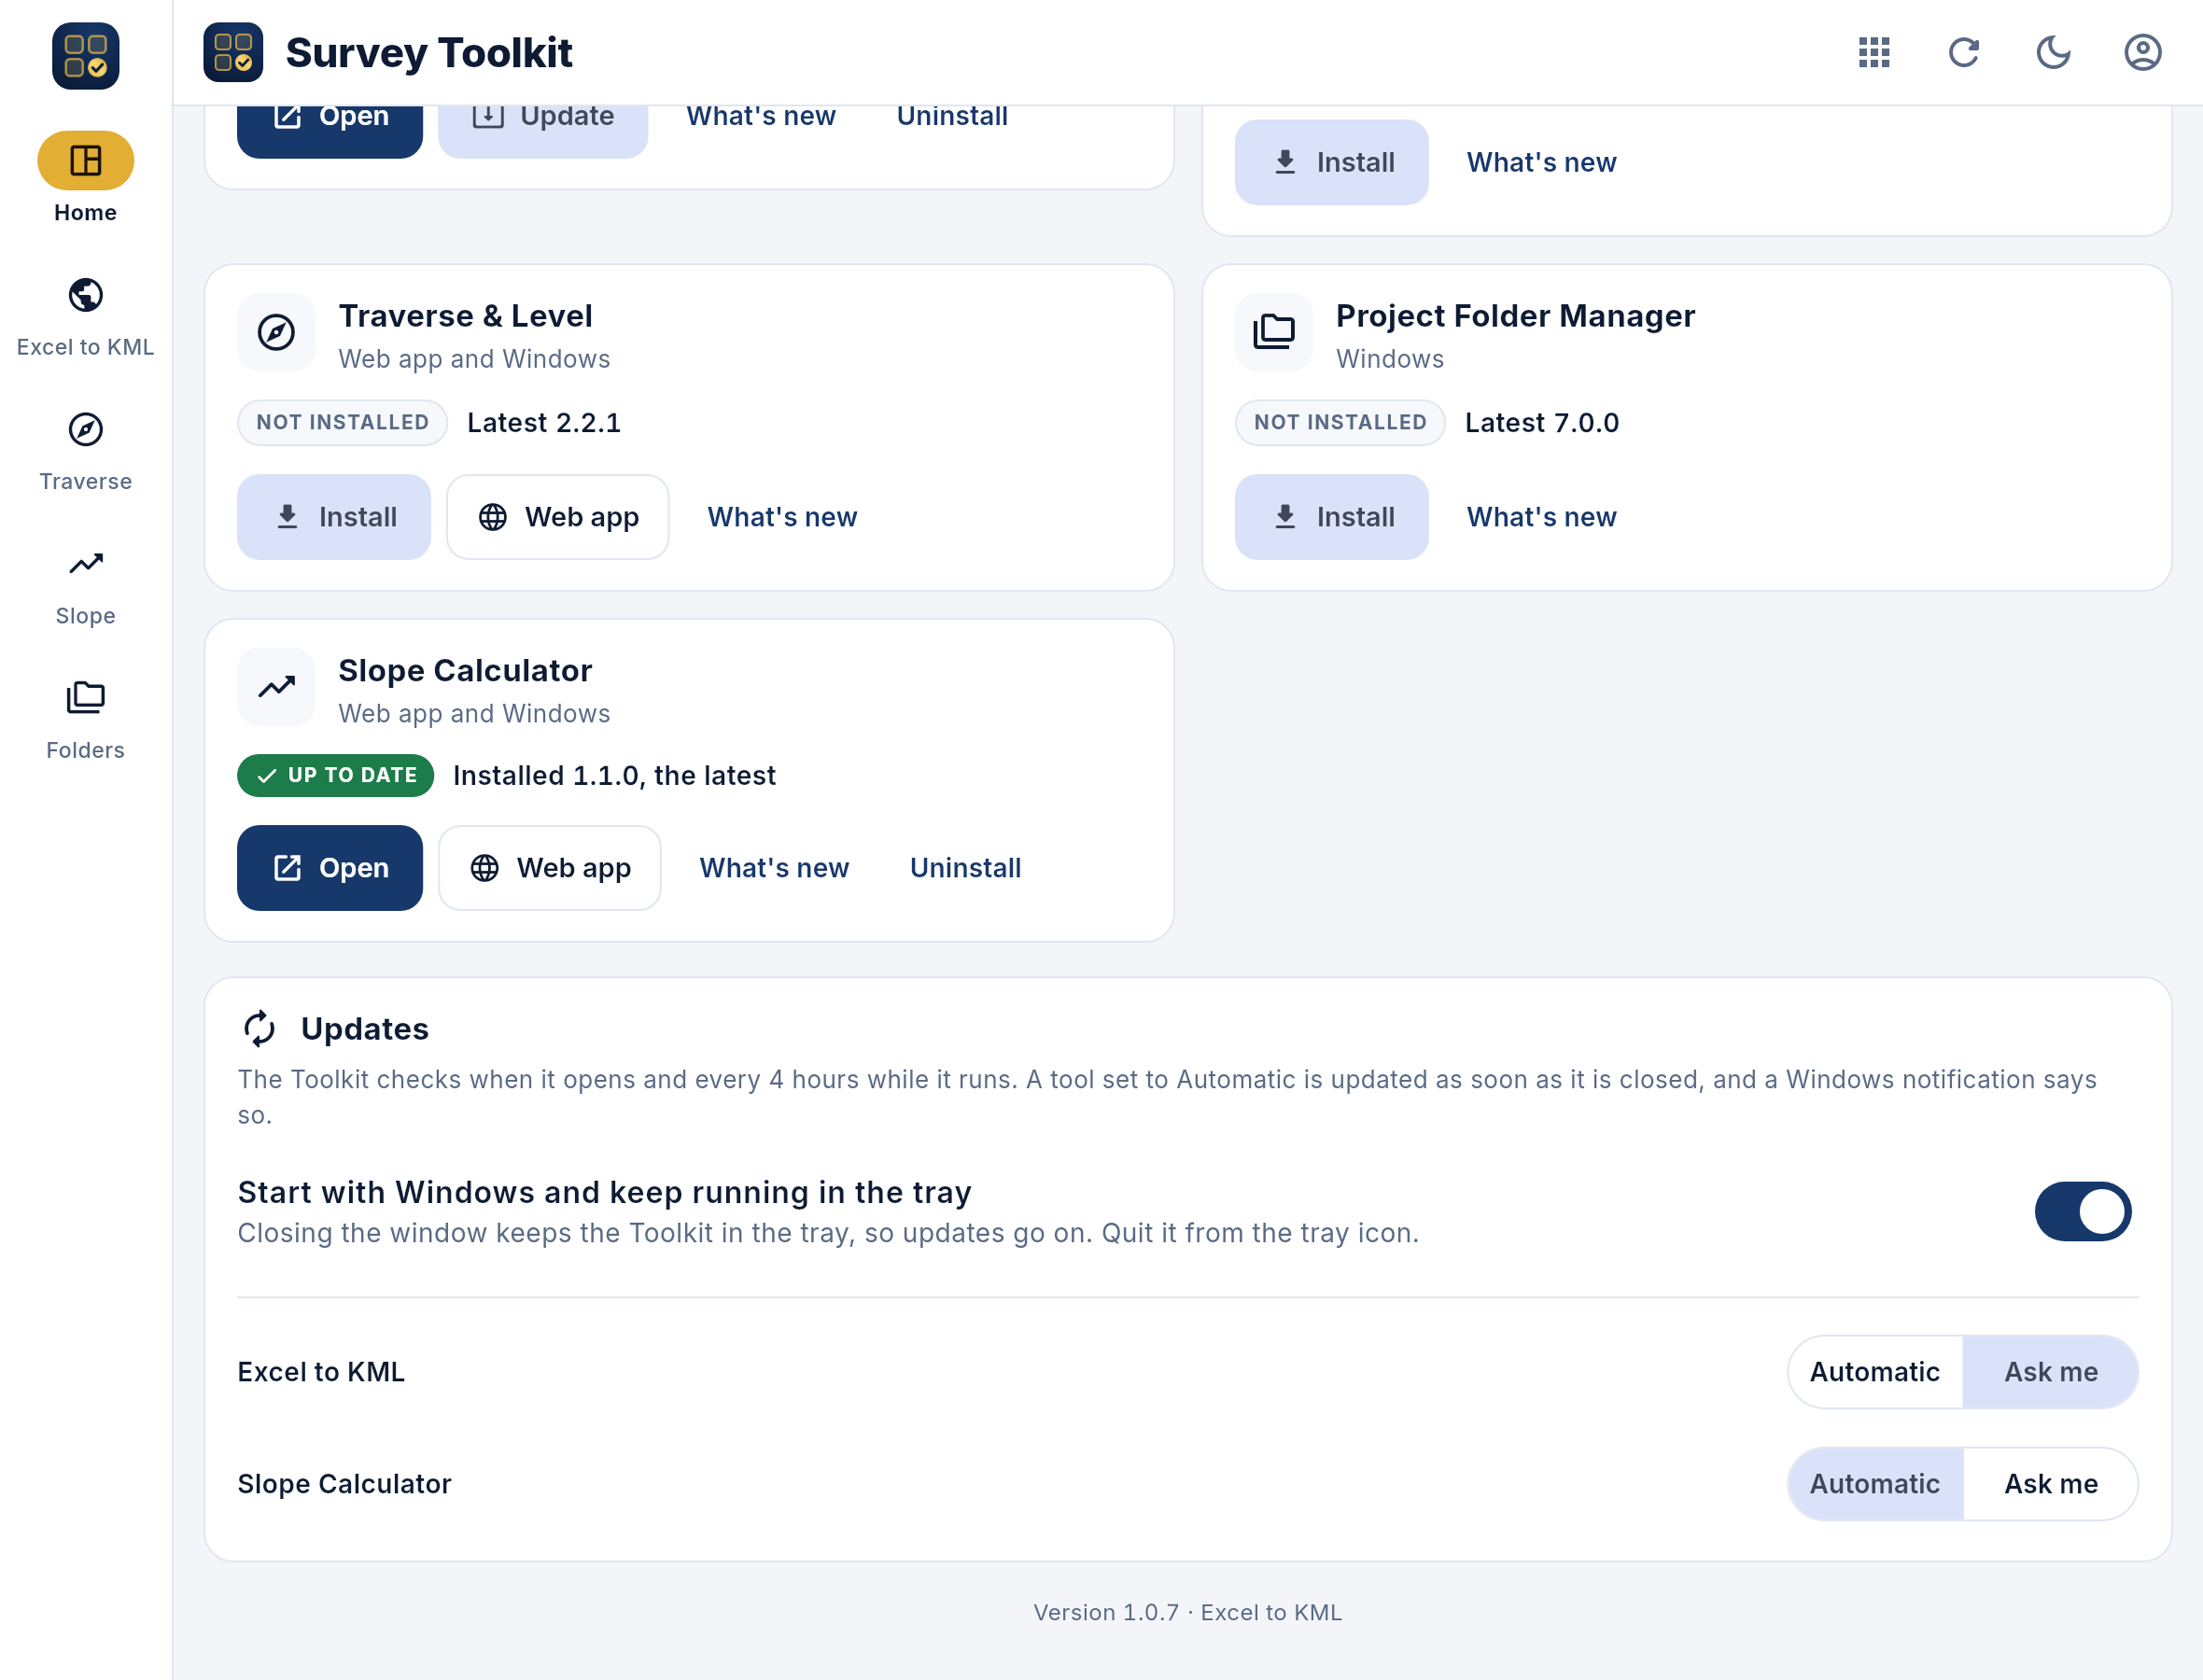 Survey Toolkit
Home
Excel to KML
Traverse
Slope
Folders
Open Update What's new Uninstall
Install What's new
Traverse & Level
Web app and Windows
NOT INSTALLED Latest 2.2.1
Install Web app What's new
Project Folder Manager
Windows
NOT INSTALLED Latest 7.0.0
Install What's new
Slope Calculator
Web app and Windows
UP TO DATE Installed 1.1.0, the latest
Open Web app What's new Uninstall
Updates
The Toolkit checks when it opens and every 4 hours while it runs. A tool set to Automatic is updated as soon as it is closed, and a Windows notification says
so.
Start with Windows and keep running in the tray
Closing the window keeps the Toolkit in the tray, so updates go on. Quit it from the tray icon.
Excel to KML Automatic Ask me
Slope Calculator Automatic Ask me
Version 1.0.7 · Excel to KML